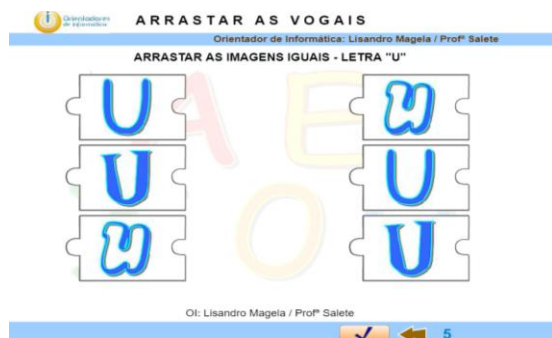 Orientadores
de Informática
ARRASTAR AS VOGAIS
Orientador de Informática: Lisandro Magela / Profª Salete
ARRASTAR AS IMAGENS IGUAIS - LETRA "U"
U
u
U
U
u
U
A E
O
OI: Lisandro Magela / Profª Salete
5